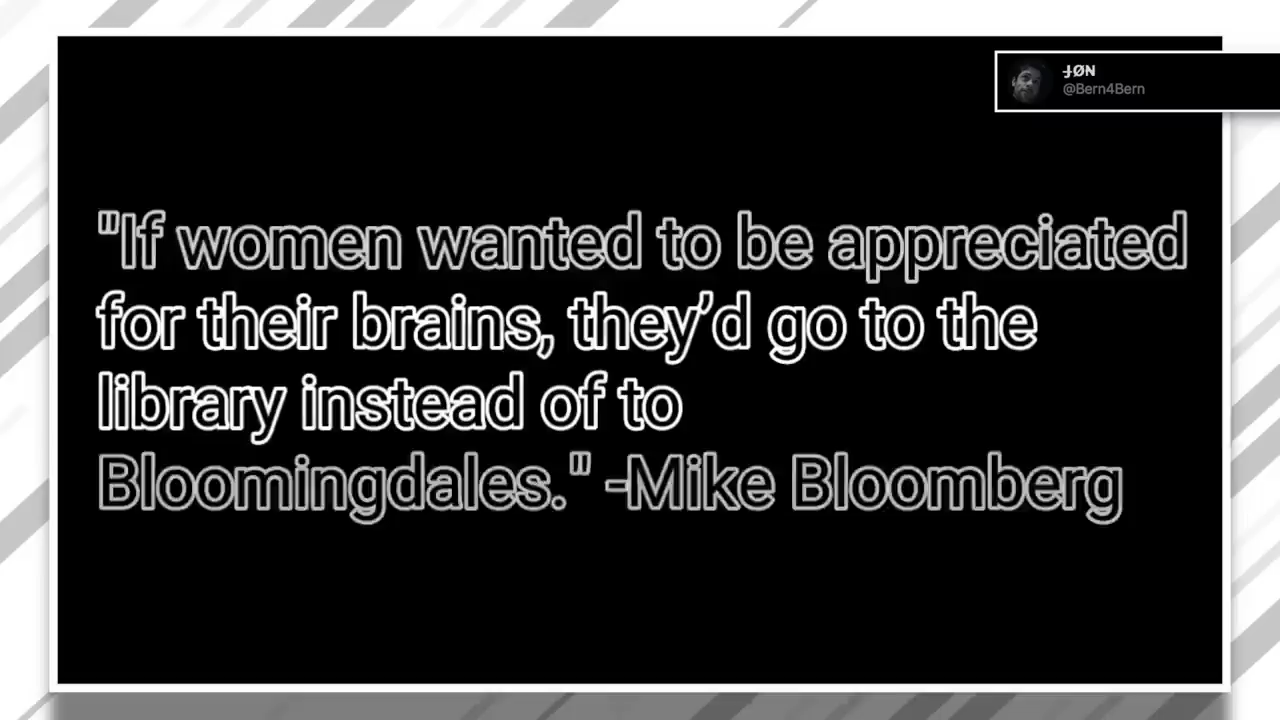 JØN
@Bern4Bern
"If women wanted to be appreciated
for their brains, they’d go to the
library instead of to
Bloomingdales." -Mike Bloomberg